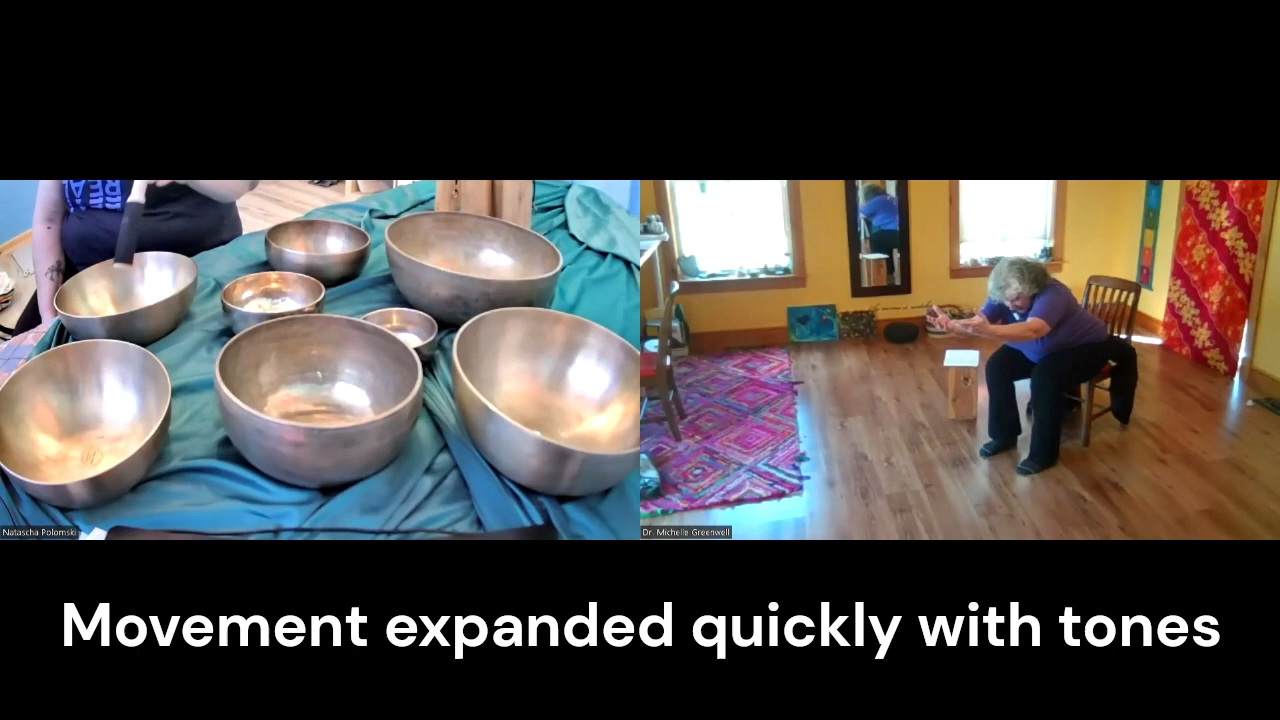 Natascha Polomski
Dr. Michelle Greenwell
Movement expanded quickly with tones